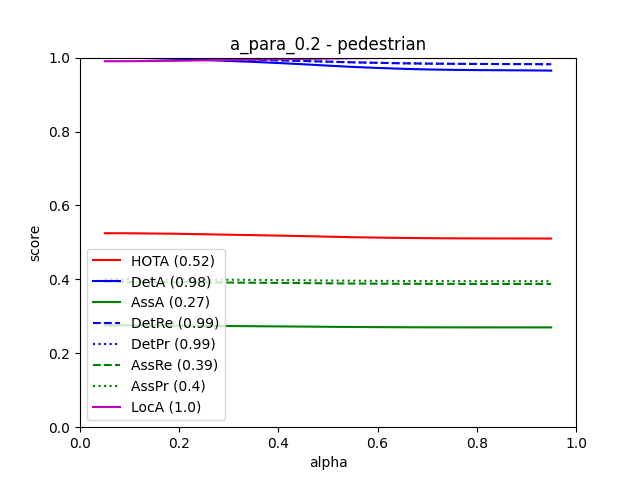 a_para_0.2 - pedestrian
1.0
0.8
0.6
0.4
0.2
0.0
score
HOTA (0.52)
DetA (0.98)
AssA (0.27)
DetRe (0.99)
DetPr (0.99)
AssRe (0.39)
AssPr (0.4)
LocA (1.0)
0.0 0.2 0.4 0.6 0.8 1.0
alpha